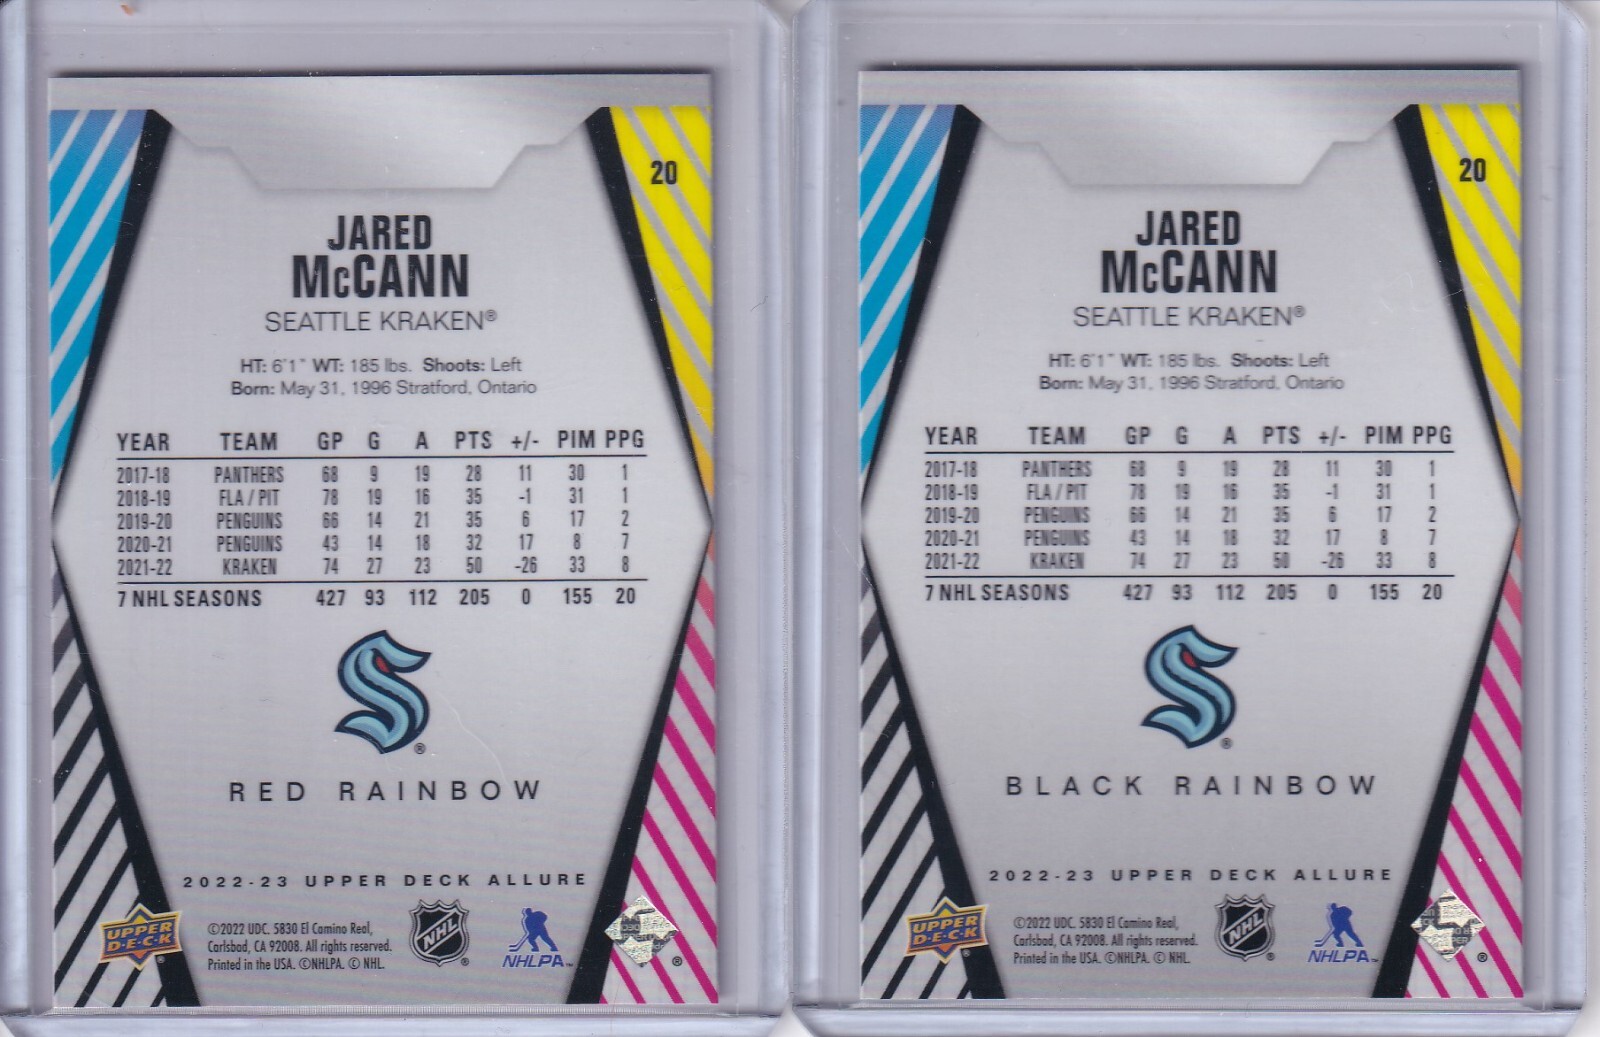 20
JARED
McCANN
SEATTLE KRAKEN®
HT: 6'1" WT: 185 lbs. Shoots: Left
Born: May 31, 1996 Stratford, Ontario
YEAR TEAM GP G A PTS +/- PIM PPG
2017-18 PANTHERS 68 9 19 28 11 30 1
2018-19 FLA / PIT 78 19 16 35 -1 31 1
2019-20 PENGUINS 66 14 21 35 6 17 2
2020-21 PENGUINS 43 14 18 32 17 8 7
2021-22 KRAKEN 74 27 23 50 -26 33 8
7 NHL SEASONS 427 93 112 205 0 155 20
®
RED RAINBOW
2022-23 UPPER DECK ALLURE
UPPER
D·E·C·K
®
©2022 UDC. 5830 El Camino Real,
Carlsbad, CA 92008. All rights reserved.
Printed in the USA. ©NHLPA. © NHL.
NHL
®
NHLPA™
®
20
JARED
McCANN
SEATTLE KRAKEN®
HT: 6'1" WT: 185 lbs. Shoots: Left
Born: May 31, 1996 Stratford, Ontario
YEAR TEAM GP G A PTS +/- PIM PPG
2017-18 PANTHERS 68 9 19 28 11 30 1
2018-19 FLA / PIT 78 19 16 35 -1 31 1
2019-20 PENGUINS 66 14 21 35 6 17 2
2020-21 PENGUINS 43 14 18 32 17 8 7
2021-22 KRAKEN 74 27 23 50 -26 33 8
7 NHL SEASONS 427 93 112 205 0 155 20
®
BLACK RAINBOW
2022-23 UPPER DECK ALLURE
UPPER
D·E·C·K
®
©2022 UDC. 5830 El Camino Real,
Carlsbad, CA 92008. All rights reserved.
Printed in the USA. ©NHLPA. © NHL.
NHL
®
NHLPA™
®